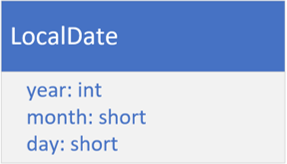 LocalDate
year: int
month: short
day: short